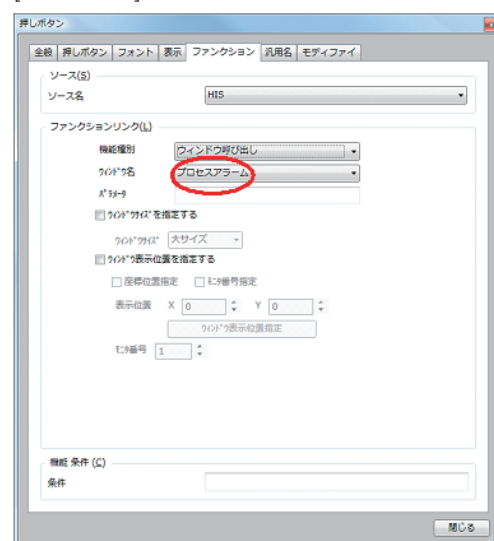 押しボタン
全般 押しボタン フォント 表示 ファンクション 汎用名 モディファイ
ソース(S)
ソース名 HIS
ファンクションリンク(L)
機能種別 ウィンドウ呼び出し
ウィンドウ名 プロセスアラーム
パラメータ
ウィンドウサイズを指定する
ウィンドウサイズ 大サイズ
ウィンドウ表示位置を指定する
座標位置指定 モニタ番号指定
表示位置 X 0 Y 0
ウィンドウ表示位置指定
モニタ番号 1
機能 条件 (C)
条件
閉じる